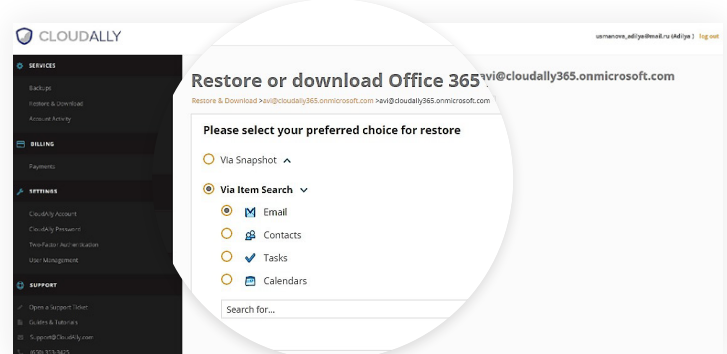 CLOUDALLY
usmanova_adilya@mail.ru (Adilya ) log out
SERVICES
Backups
Restore & Download
Account Activity
BILLING
Payments
SETTINGS
CloudAlly Account
CloudAlly Password
Two-Factor Authentication
User Management
SUPPORT
Open a Support Ticket
Guides & Tutorials
Support@CloudAlly.com
Restore or download Office 365
avi@cloudally365.onmicrosoft.com
Restore & Download >avi@cloudally365.onmicrosoft.com >avi@cloudally365.onmicrosoft.com
Please select your preferred choice for restore
Via Snapshot
Via Item Search
Email
Contacts
Tasks
Calendars
Search for...